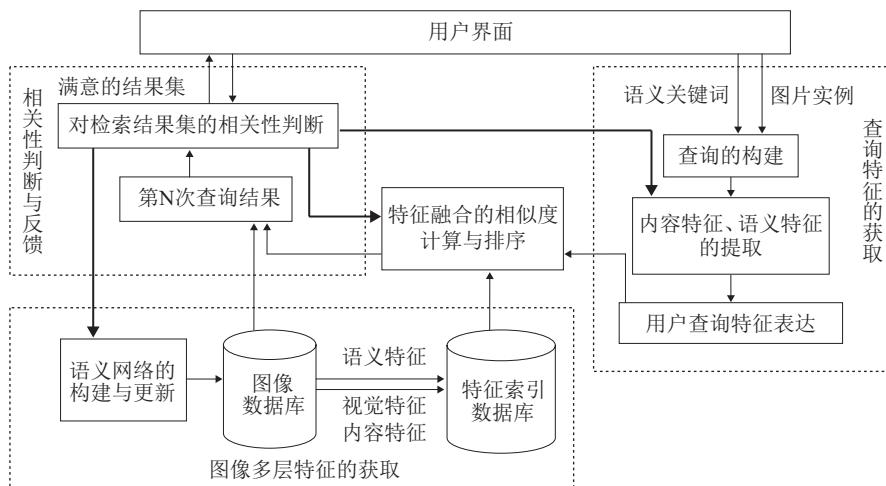 用户界面
满意的结果集
对检索结果集的相关性判断
第N次查询结果
相关性判断与反馈
特征融合的相似度
计算与排序
语义关键词
图片实例
查询的构建
内容特征、语义特征
的提取
用户查询特征表达
查询特征的获取
语义网络的
构建与更新
图像
数据库
语义特征
视觉特征
内容特征
特征索引
数据库
图像多层特征的获取